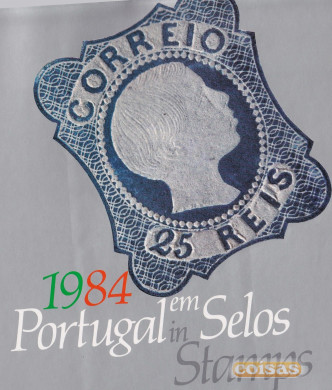 CORREIO
25 REIS
1984
Portugal em Selos
in Stamps
coisas